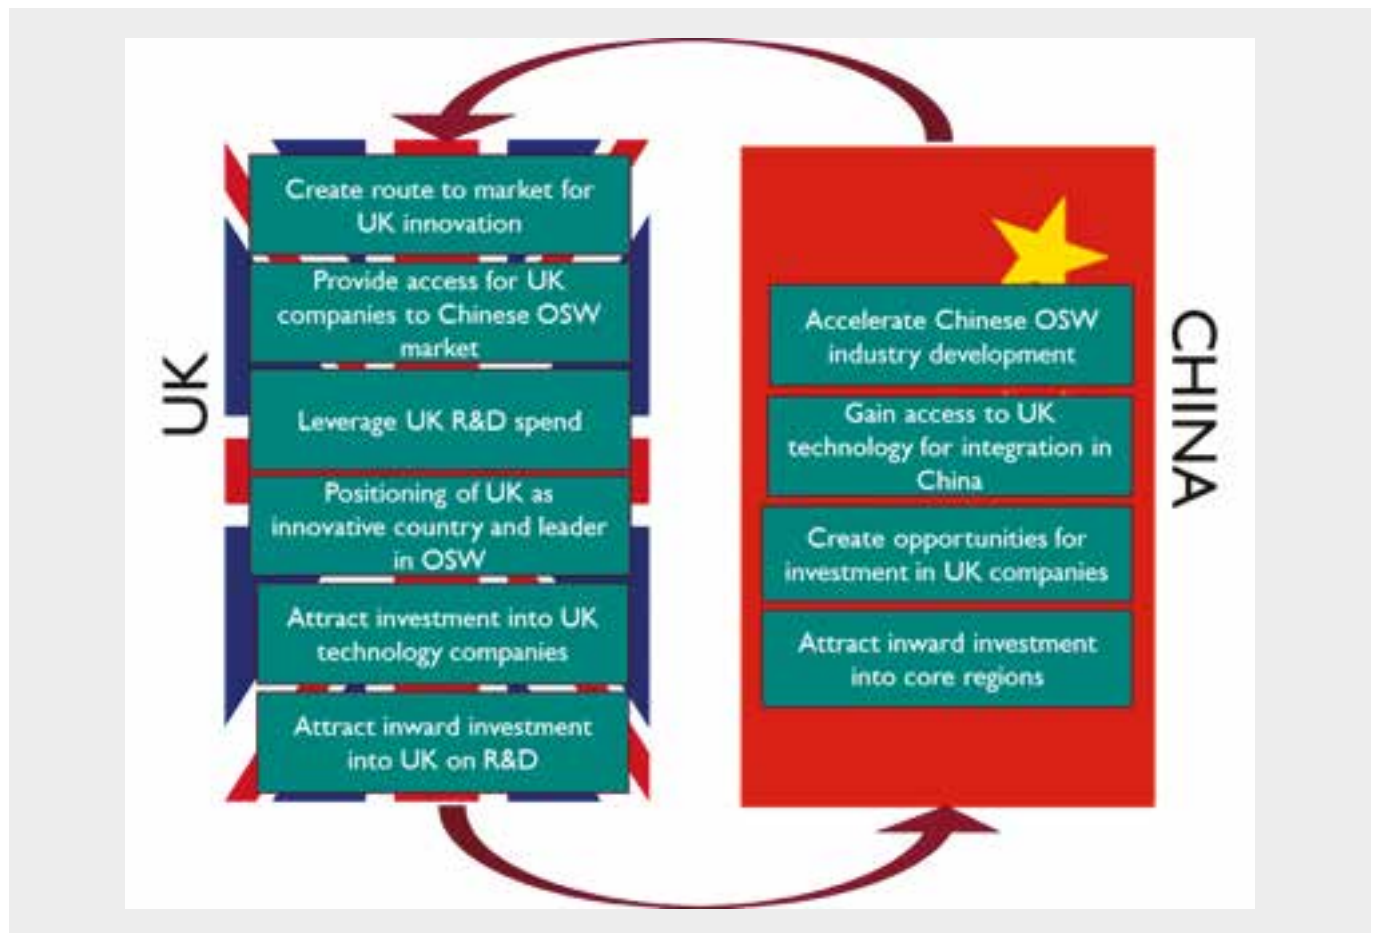 UK
Create route to market for
UK innovation
Provide access for UK
companies to Chinese OSW
market
Leverage UK R&D spend
Positioning of UK as
innovative country and leader
in OSW
Attract investment into UK
technology companies
Attract inward investment
into UK on R&D
Accelerate Chinese OSW
industry development
Gain access to UK
technology for integration in
China
Create opportunities for
investment in UK companies
Attract inward investment
into core regions
CHINA